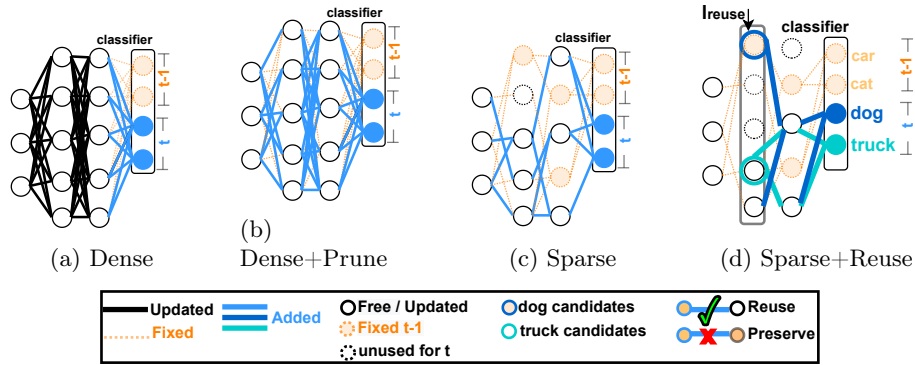 classifier
t-1
t
(a) Dense
classifier
t-1
t
(b)
Dense+Prune
classifier
t-1
t
(c) Sparse
Ireuse
classifier
car
cat
dog
truck
t-1
t
(d) Sparse+Reuse
Updated
Fixed
Added
Free / Updated
Fixed t-1
unused for t
dog candidates
truck candidates
Reuse
Preserve